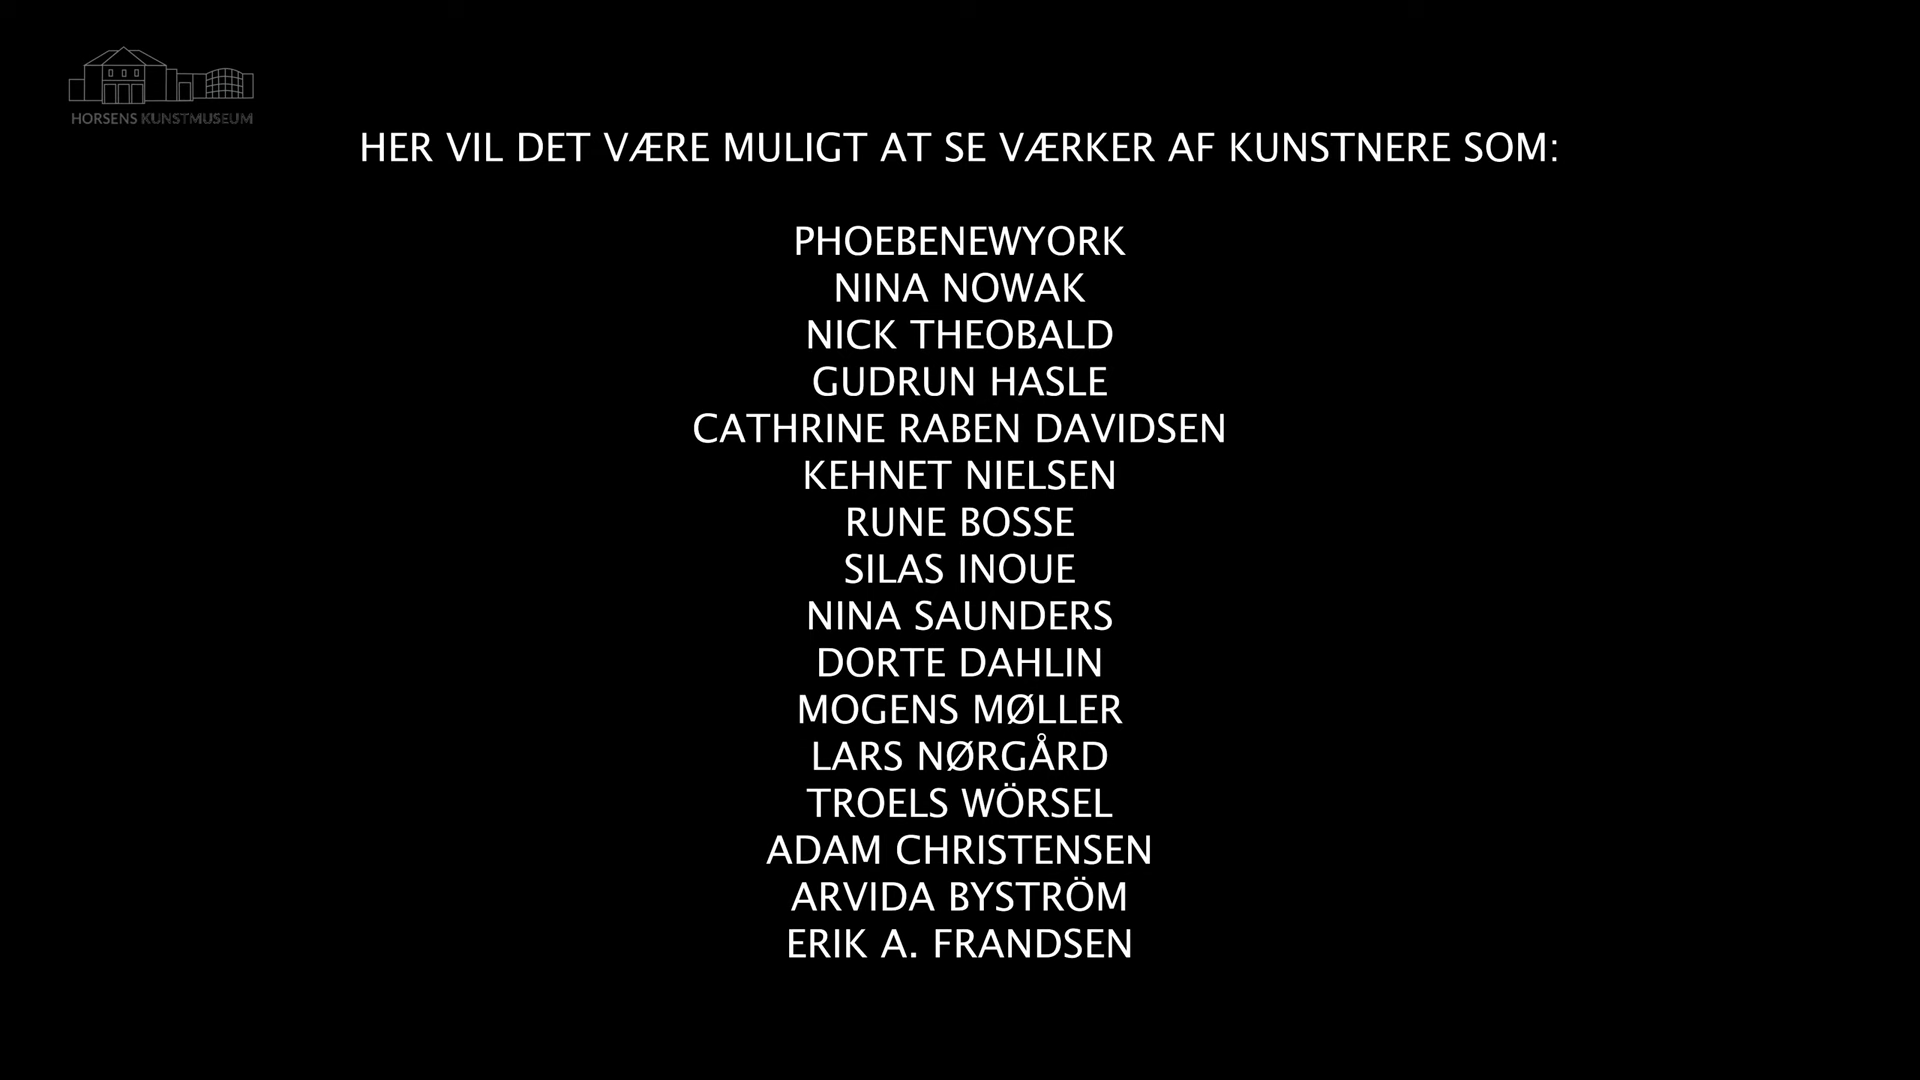 HORSENS KUNSTMUSEUM
HER VIL DET VÆRE MULIGT AT SE VÆRKER AF KUNSTNERE SOM:
PHOEBENEWYORK
NINA NOWAK
NICK THEOBALD
GUDRUN HASLE
CATHRINE RABEN DAVIDSEN
KEHNET NIELSEN
RUNE BOSSE
SILAS INOUE
NINA SAUNDERS
DORTE DAHLIN
MOGENS MØLLER
LARS NØRGÅRD
TROELS WÖRSEL
ADAM CHRISTENSEN
ARVIDA BYSTRÖM
ERIK A. FRANDSEN